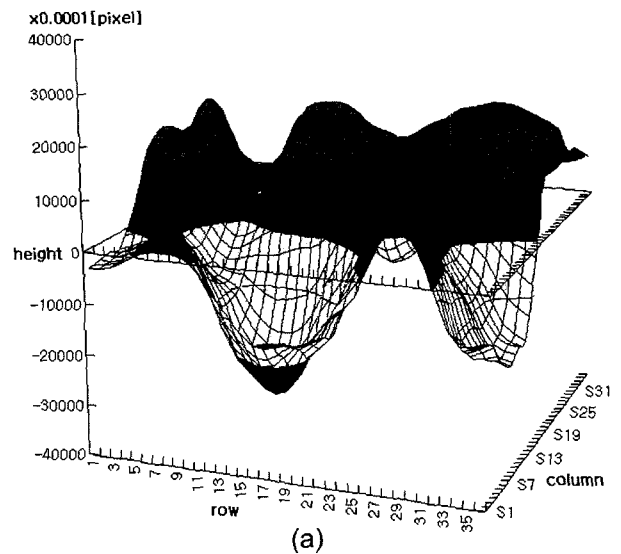 x0.0001[pixel]
40000
30000
20000
10000
height 0
-10000
-20000
-30000
-40000
1 3 5 7 9 11 13 15 17 19 21 23 25 27 29 31 33 35
row
S1 S7 S13 S19 S25 S31
column
(a)